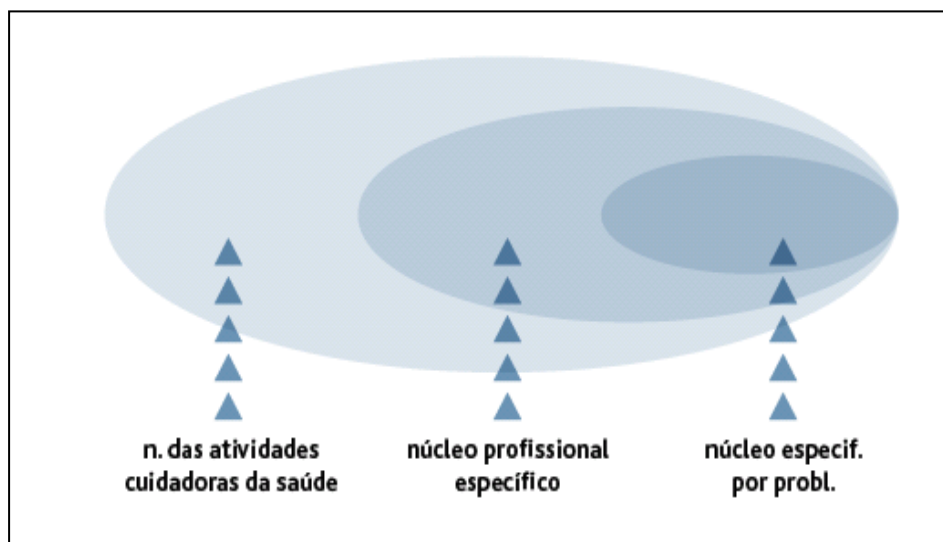 n. das atividades
cuidadoras da saúde
núcleo profissional
específico
núcleo especif.
por probl.